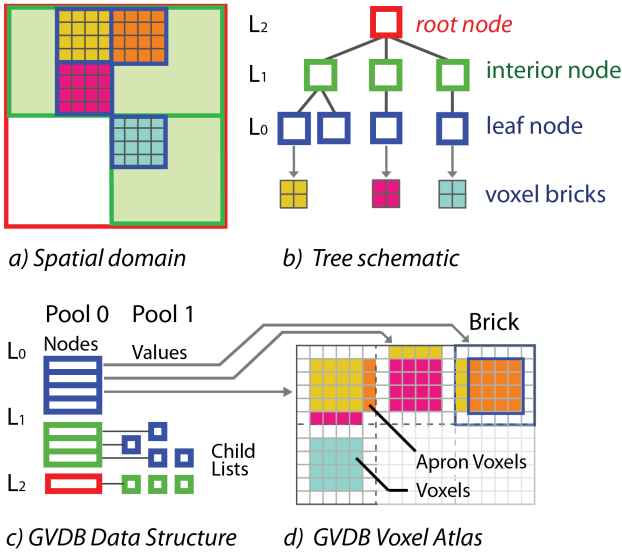 L2
root node
L1
interior node
L0
leaf node
voxel bricks
a) Spatial domain
b) Tree schematic
Pool 0
Pool 1
Brick
L0
Nodes
Values
L1
Child
Lists
Apron Voxels
L2
Voxels
c) GVDB Data Structure
d) GVDB Voxel Atlas